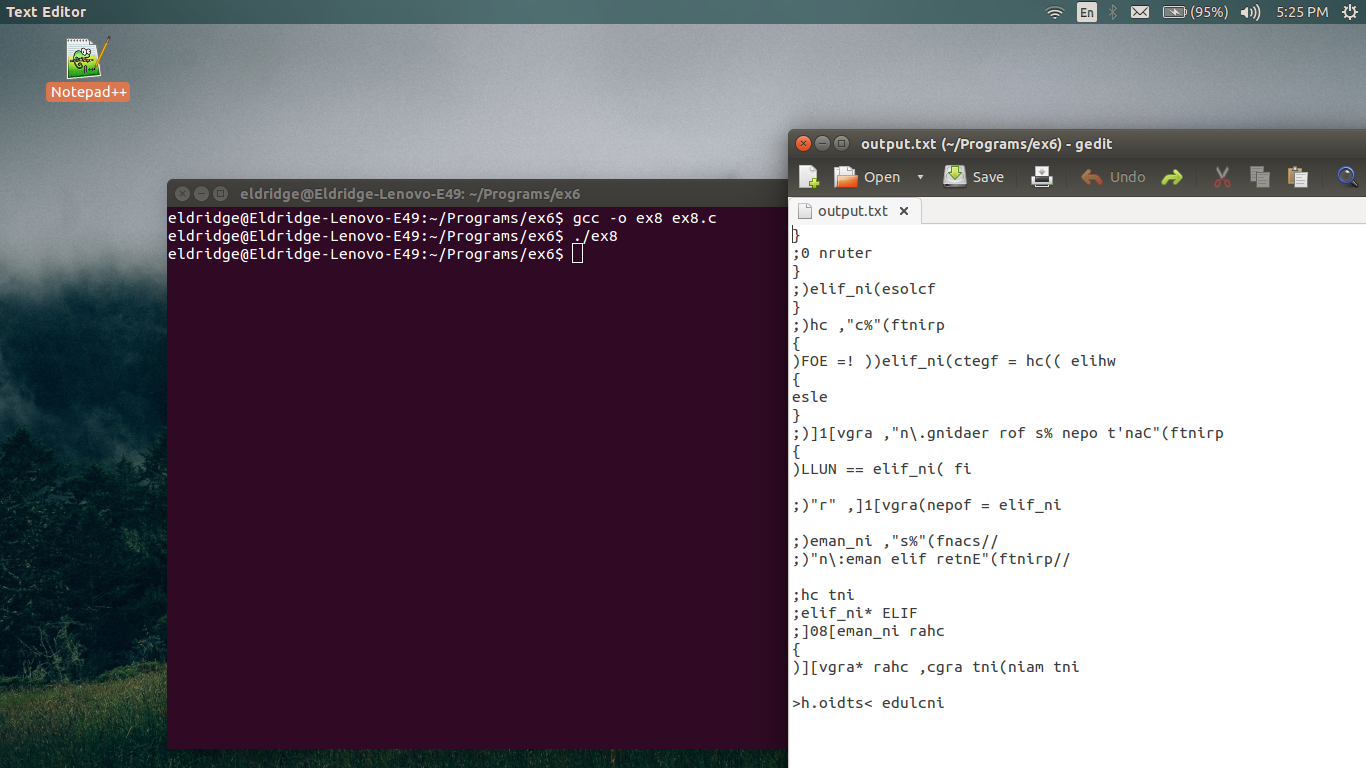 Text Editor
En
(95%)
5:25 PM
Notepad++
eldridge@Eldridge-Lenovo-E49: ~/Programs/ex6
eldridge@Eldridge-Lenovo-E49:~/Programs/ex6$ gcc -o ex8 ex8.c
eldridge@Eldridge-Lenovo-E49:~/Programs/ex6$ ./ex8
eldridge@Eldridge-Lenovo-E49:~/Programs/ex6$
output.txt (~/Programs/ex6) - gedit
Open
Save
Undo
output.txt
}
;0 nruter
}
;)elif_ni(esolcf
}
;)hc ,"c%"(ftnirp
{
)FOE =! ))elif_ni(ctegf = hc(( elihw
{
esle
}
;)]1[vgra ,"n\.gnidaer rof s% nepo t'naC"(ftnirp
{
)LLUN == elif_ni( fi
;)"r" ,]1[vgra(nepof = elif_ni
;)eman_ni ,"s%"(fnacs//
;)"n\:eman elif retnE"(ftnirp//
;hc tni
;elif_ni* ELIF
;]08[eman_ni rahc
{
)][vgra* rahc ,cgra tni(niam tni
>h.oidts< edulcni